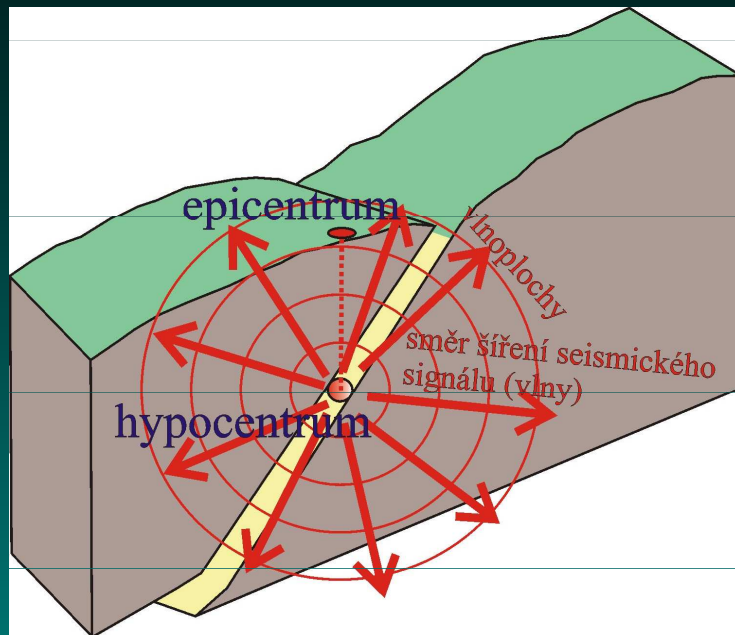 epicentrum
vlnoplochy
směr šíření seismického
signálu (vlny)
hypocentrum